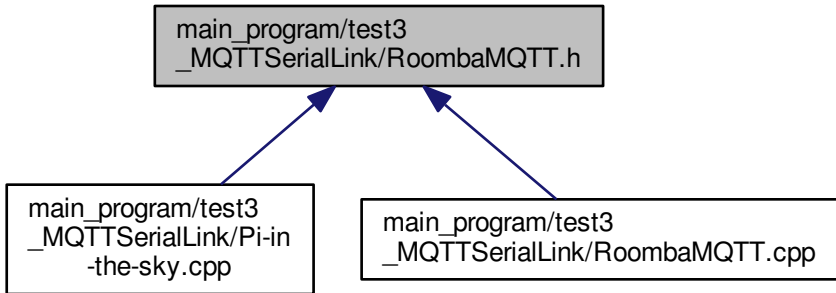 main_program/test3
_MQTTSerialLink/RoombaMQTT.h
main_program/test3
_MQTTSerialLink/Pi-in
-the-sky.cpp
main_program/test3
_MQTTSerialLink/RoombaMQTT.cpp